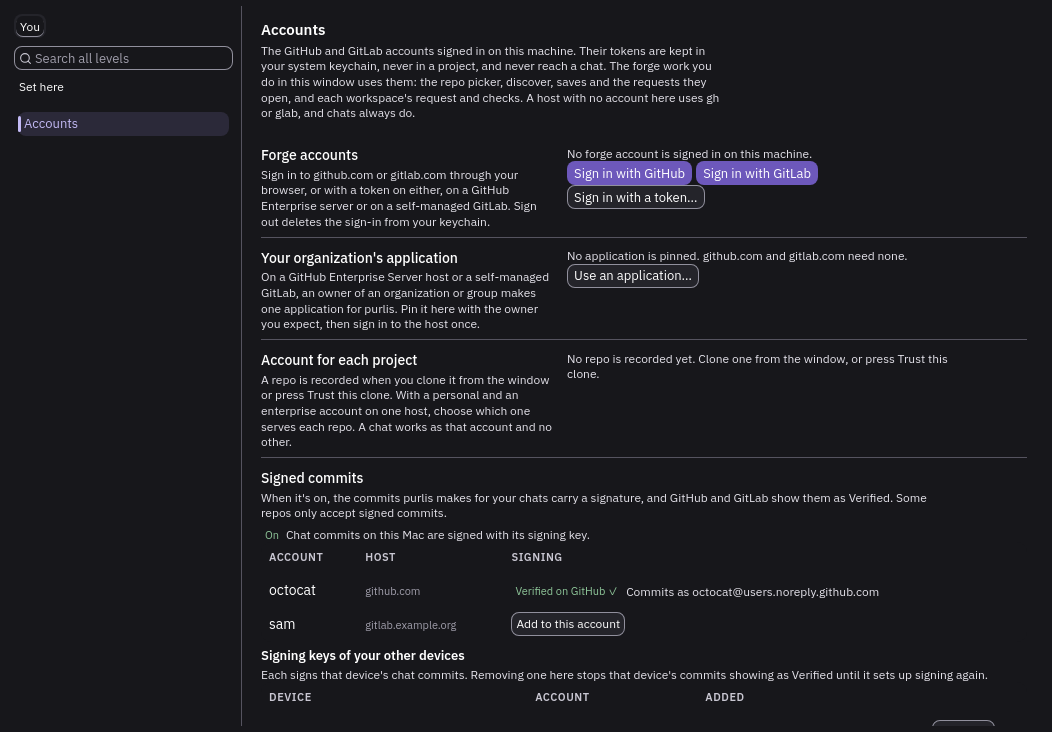 You
Search all levels
Set here
Accounts
Accounts
The GitHub and GitLab accounts signed in on this machine. Their tokens are kept in
your system keychain, never in a project, and never reach a chat. The forge work you
do in this window uses them: the repo picker, discover, saves and the requests they
open, and each workspace's request and checks. A host with no account here uses gh
or glab, and chats always do.
Forge accounts
Sign in to github.com or gitlab.com through your
browser, or with a token on either, on a GitHub
Enterprise server or on a self-managed GitLab. Sign
out deletes the sign-in from your keychain.
No forge account is signed in on this machine.
Sign in with GitHub
Sign in with GitLab
Sign in with a token...
Your organization's application
On a GitHub Enterprise Server host or a self-managed
GitLab, an owner of an organization or group makes
one application for purlis. Pin it here with the owner
you expect, then sign in to the host once.
No application is pinned. github.com and gitlab.com need none.
Use an application...
Account for each project
A repo is recorded when you clone it from the window
or press Trust this clone. With a personal and an
enterprise account on one host, choose which one
serves each repo. A chat works as that account and no
other.
No repo is recorded yet. Clone one from the window, or press Trust this
clone.
Signed commits
When it's on, the commits purlis makes for your chats carry a signature, and GitHub and GitLab show them as Verified. Some
repos only accept signed commits.
On Chat commits on this Mac are signed with its signing key.
ACCOUNT HOST SIGNING
octocat github.com Verified on GitHub ✓ Commits as octocat@users.noreply.github.com
sam gitlab.example.org Add to this account
Signing keys of your other devices
Each signs that device's chat commits. Removing one here stops that device's commits showing as Verified until it sets up signing again.
DEVICE ACCOUNT ADDED